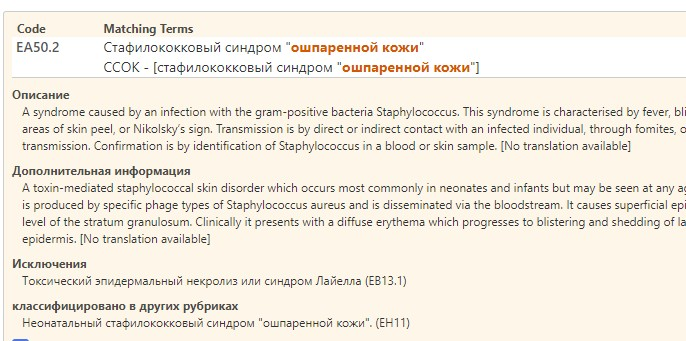 Code Matching Terms
EA50.2 Стафилококковый синдром "ошпаренной кожи"
ССОК - [стафилококковый синдром "ошпаренной кожи"]
Описание
A syndrome caused by an infection with the gram-positive bacteria Staphylococcus. This syndrome is characterised by fever, bli
areas of skin peel, or Nikolsky's sign. Transmission is by direct or indirect contact with an infected individual, through fomites, o
transmission. Confirmation is by identification of Staphylococcus in a blood or skin sample. [No translation available]
Дополнительная информация
A toxin-mediated staphylococcal skin disorder which occurs most commonly in neonates and infants but may be seen at any ag
is produced by specific phage types of Staphylococcus aureus and is disseminated via the bloodstream. It causes superficial epi
level of the stratum granulosum. Clinically it presents with a diffuse erythema which progresses to blistering and shedding of la
epidermis. [No translation available]
Исключения
Токсический эпидермальный некролиз или синдром Лайелла (EB13.1)
классифицировано в других рубриках
Неонатальный стафилококковый синдром "ошпаренной кожи". (EH11)